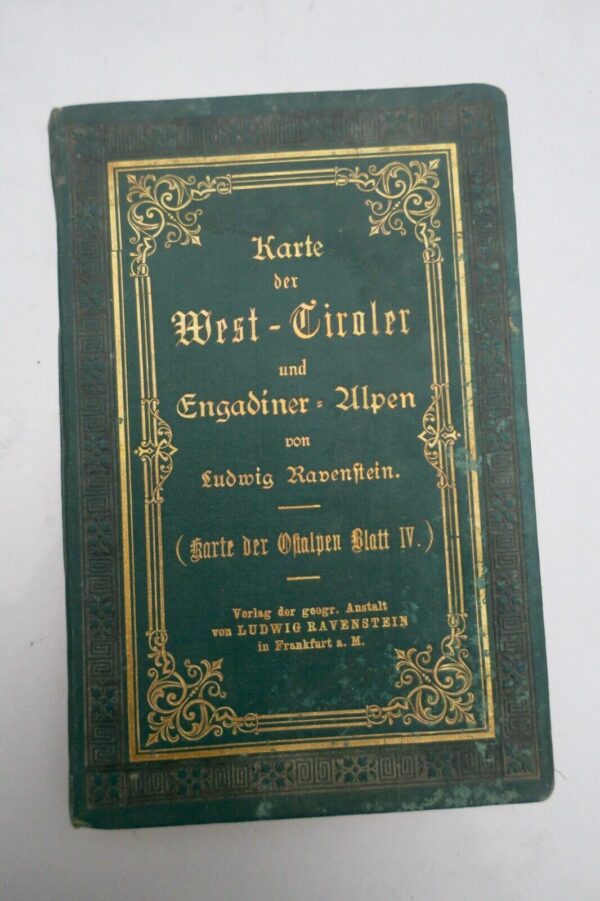 Karte
der
West-Tiroler
und
Engadiner-Alpen
von
Ludwig Ravenstein.
(Karte der Ostalpen Blatt IV.)
Verlag der geogr. Anstalt
von LUDWIG RAVENSTEIN
in Frankfurt a. M.